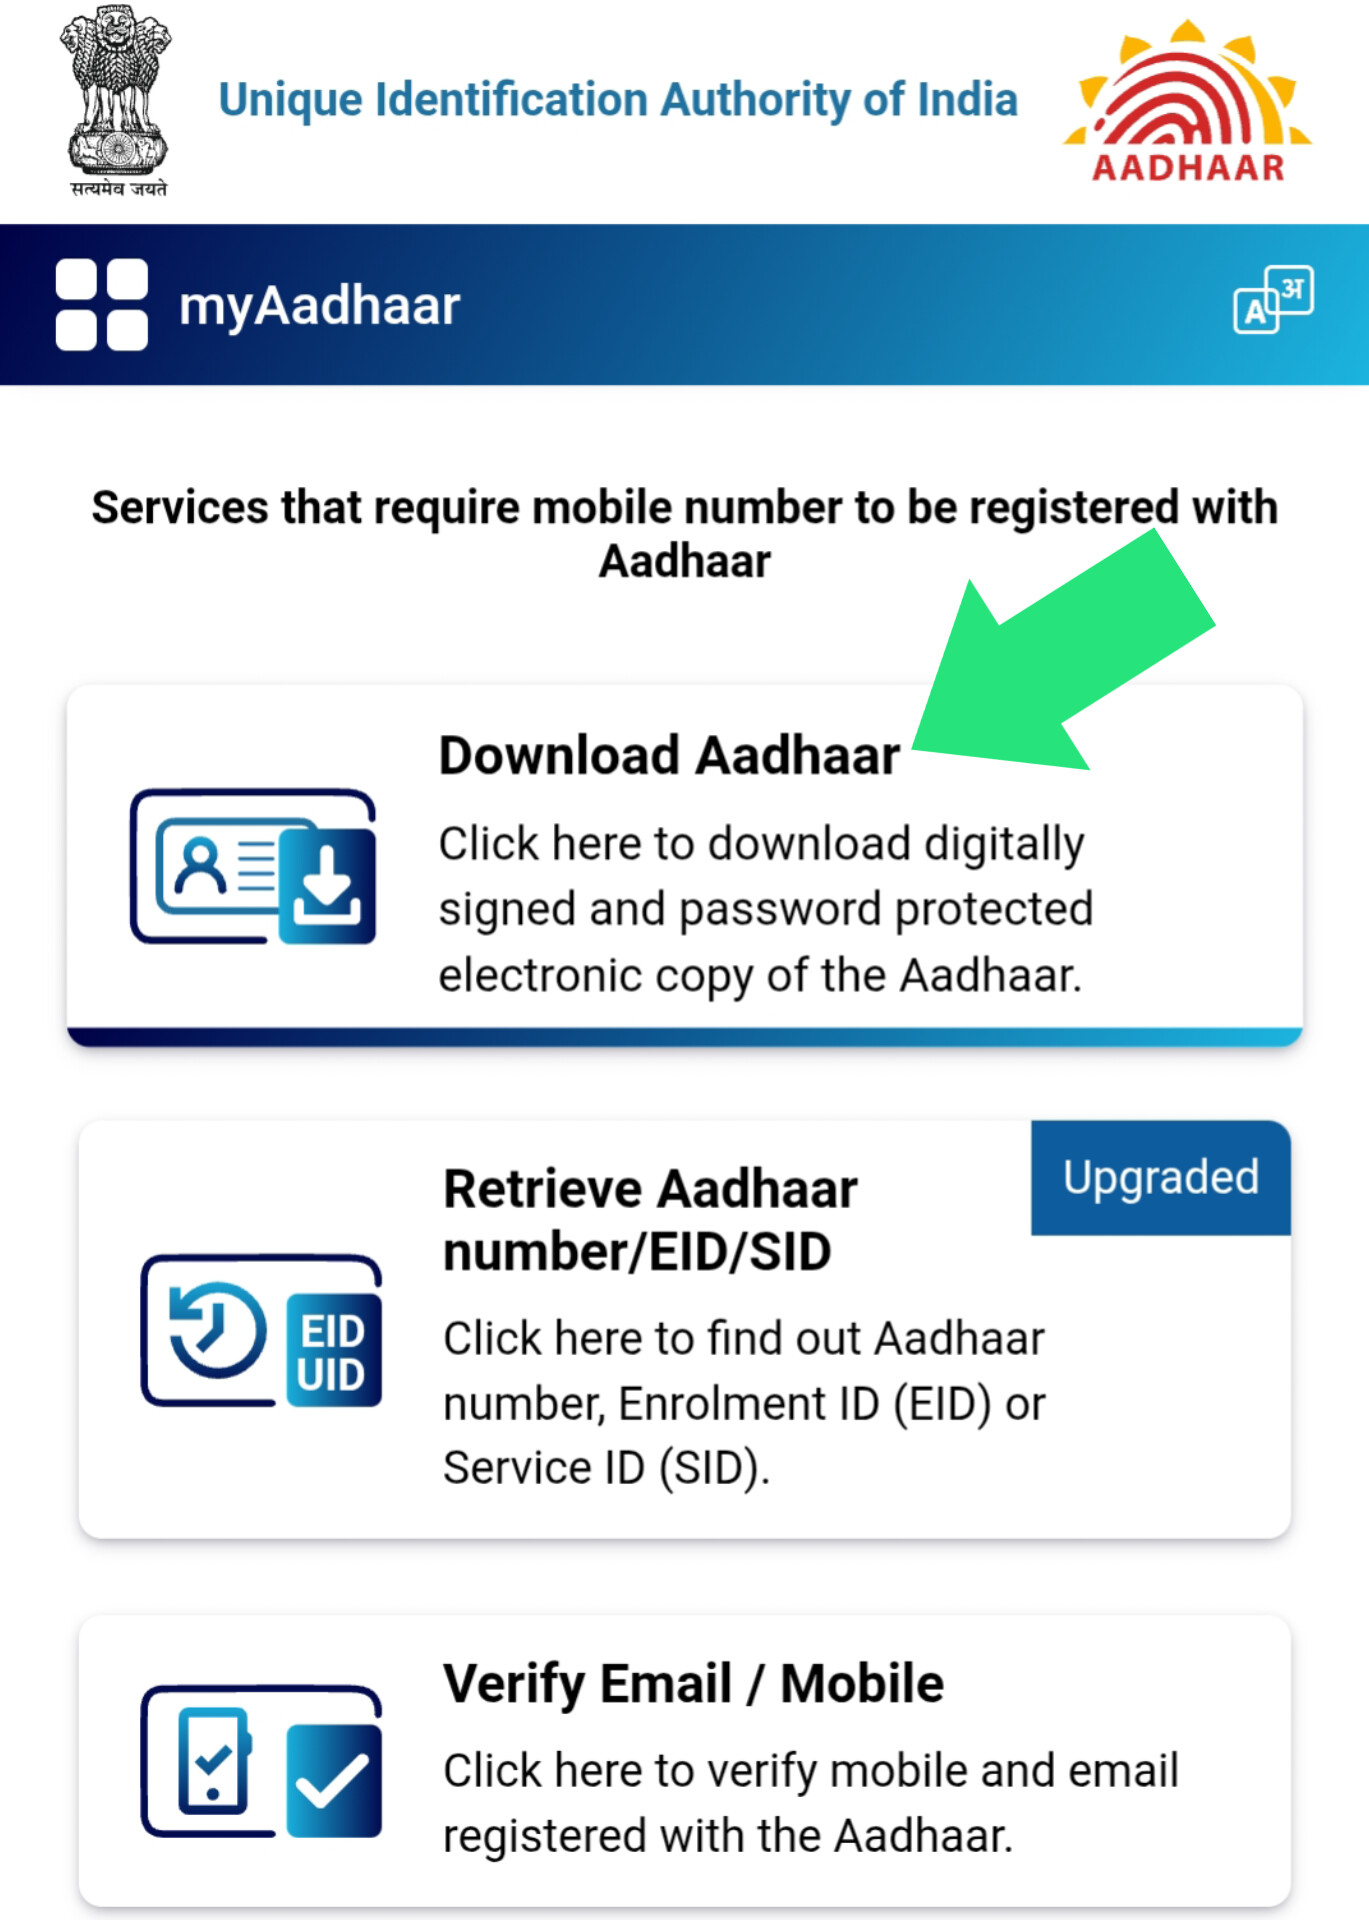 सत्यमेव जयते
Unique Identification Authority of India
AADHAAR
myAadhaar
A अ
Services that require mobile number to be registered with
Aadhaar
Download Aadhaar
Click here to download digitally
signed and password protected
electronic copy of the Aadhaar.
Upgraded
Retrieve Aadhaar
number/EID/SID
EID
UID
Click here to find out Aadhaar
number, Enrolment ID (EID) or
Service ID (SID).
Verify Email / Mobile
Click here to verify mobile and email
registered with the Aadhaar.